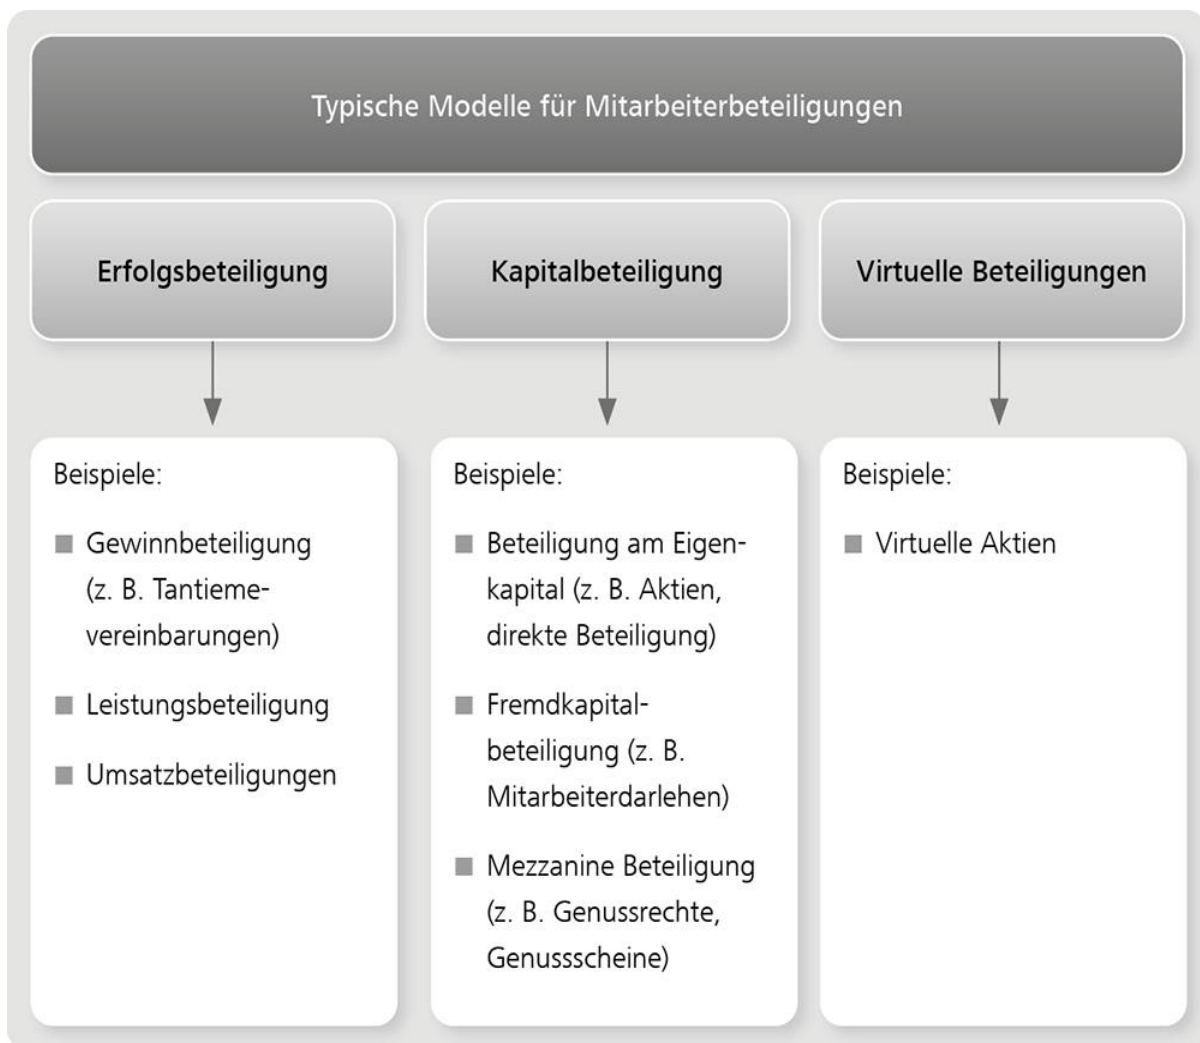 Typische Modelle für Mitarbeiterbeteiligungen
Erfolgsbeteiligung
Kapitalbeteiligung
Virtuelle Beteiligungen
Beispiele:
■ Gewinnbeteiligung
(z. B. Tantieme-
vereinbarungen)
■ Leistungsbeteiligung
■ Umsatzbeteiligungen
Beispiele:
■ Beteiligung am Eigen-
kapital (z. B. Aktien,
direkte Beteiligung)
■ Fremdkapital-
beteiligung (z. B.
Mitarbeiterdarlehen)
■ Mezzanine Beteiligung
(z. B. Genussrechte,
Genussscheine)
Beispiele:
■ Virtuelle Aktien